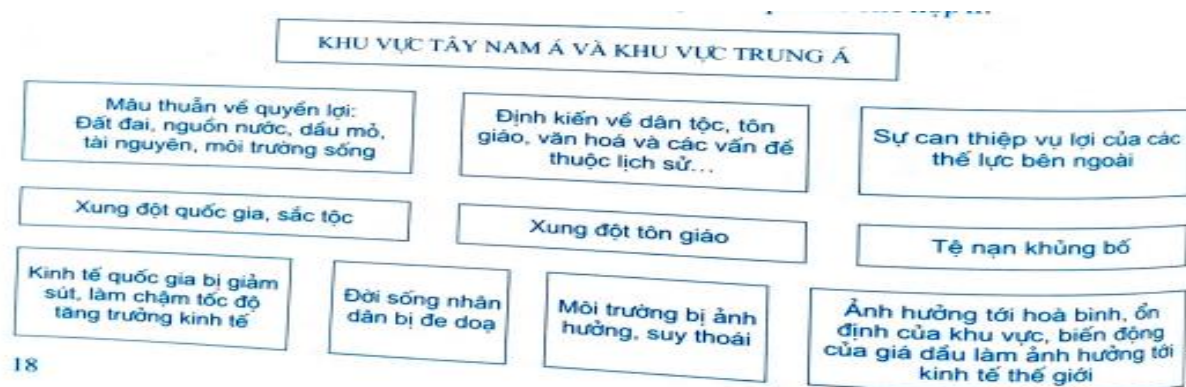 KHU VỰC TÂY NAM Á VÀ KHU VỰC TRUNG Á
Mâu thuẫn về quyền lợi:
Đất đai, nguồn nước, dầu mỏ,
tài nguyên, môi trường sống
Định kiến về dân tộc, tôn
giáo, văn hoá và các vấn đề
thuộc lịch sử...
Sự can thiệp vụ lợi của các
thế lực bên ngoài
Xung đột quốc gia, sắc tộc
Xung đột tôn giáo
Tệ nạn khủng bố
Kinh tế quốc gia bị giảm
sút, làm chậm tốc độ
tăng trưởng kinh tế
Đời sống nhân
dân bị đe doạ
Môi trường bị ảnh
hưởng, suy thoái
Ảnh hưởng tới hoà bình, ổn
định của khu vực, biến động
của giá dầu làm ảnh hưởng tới
kinh tế thế giới
18